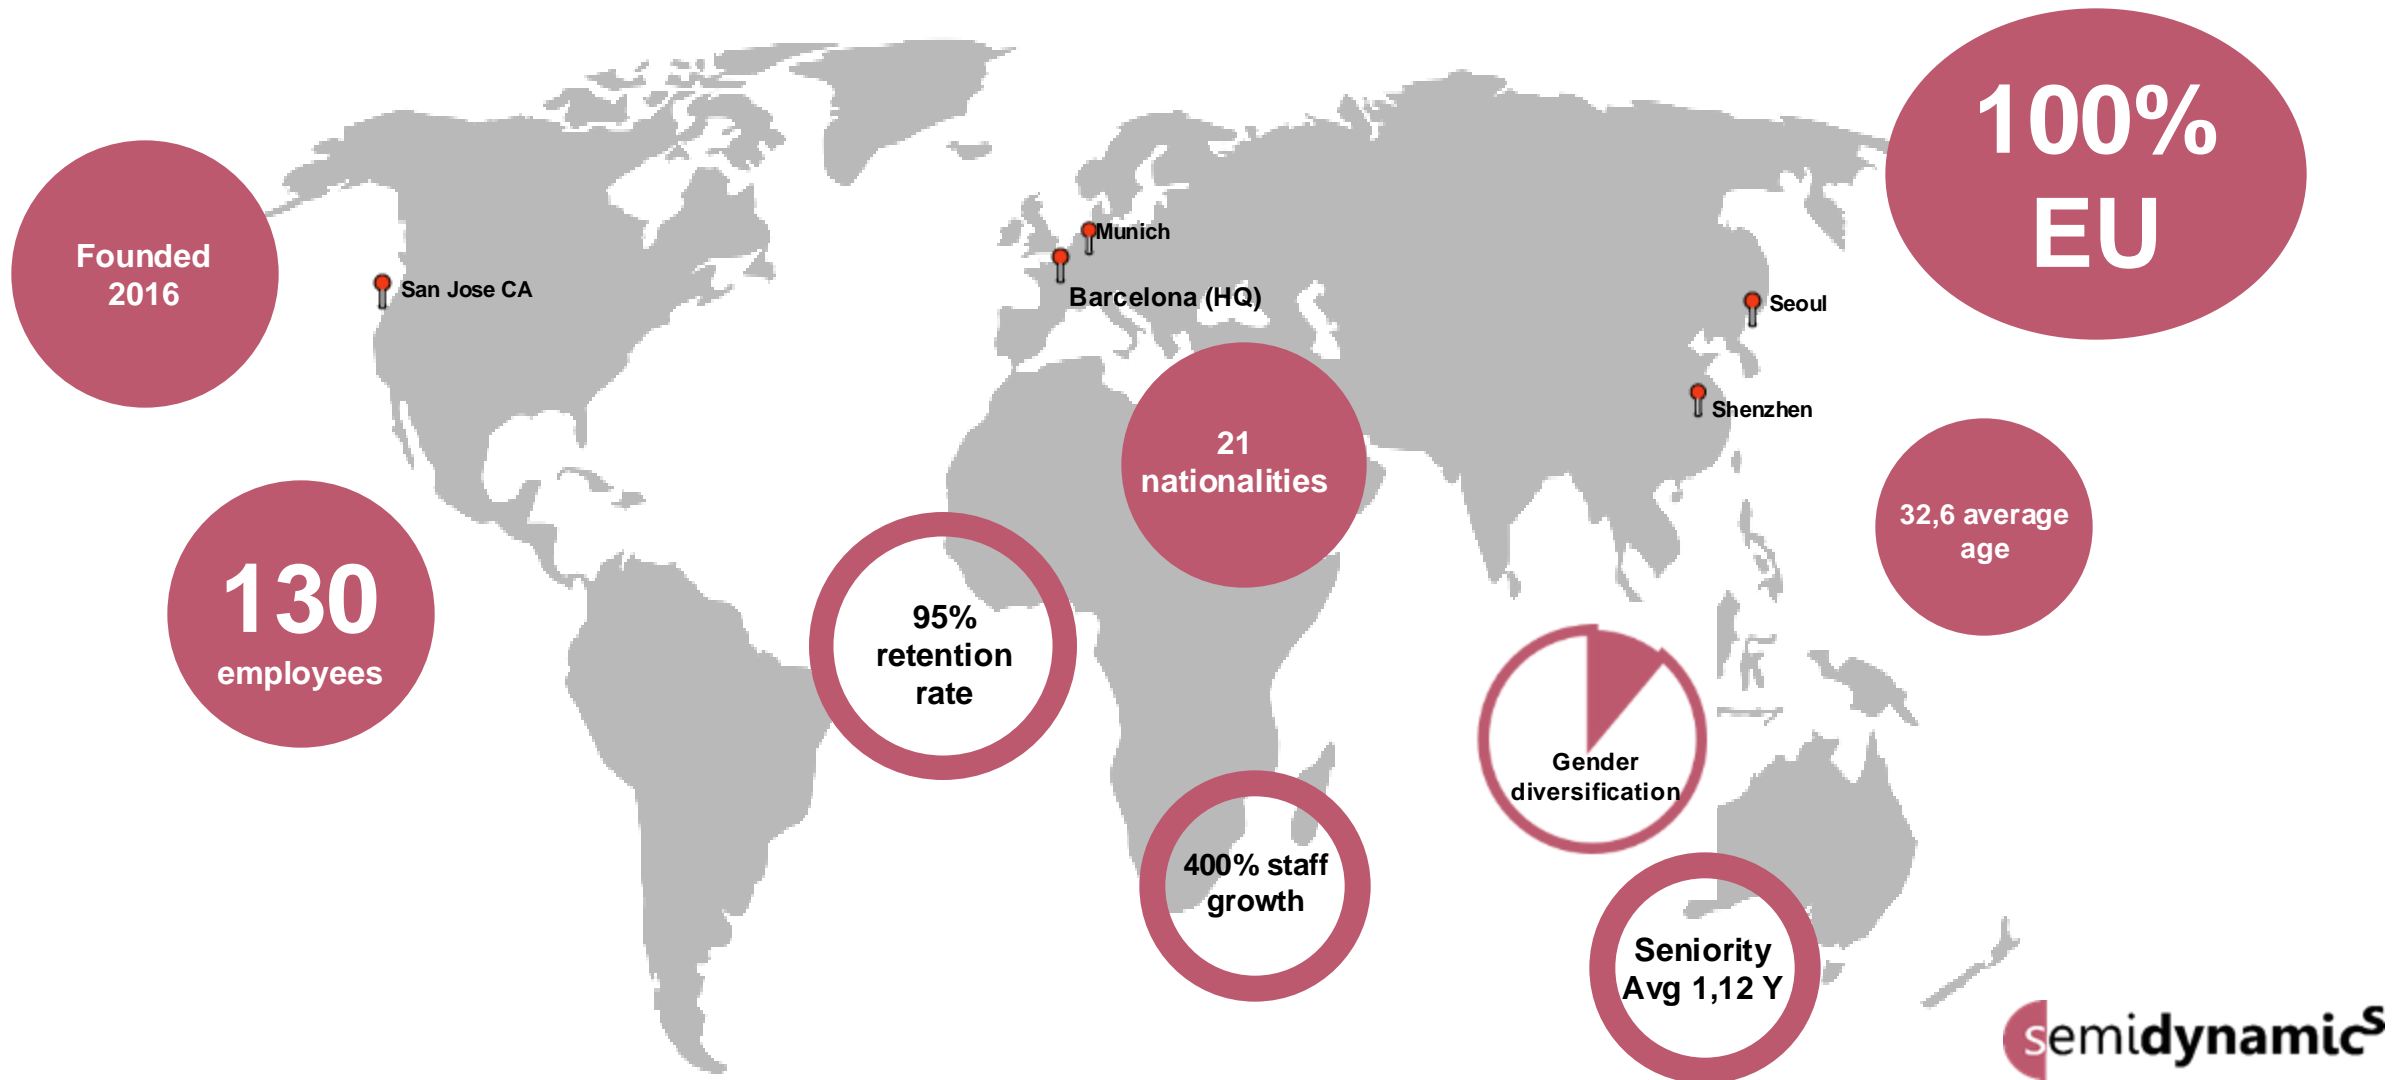 100%
EU
Founded
2016
Munich
San Jose CA
Barcelona (HQ)
Seoul
Shenzhen
21
nationalities
32,6 average
age
130
employees
95%
retention
rate
Gender
diversification
400% staff
growth
Seniority
Avg 1,12 Y
semidynamics